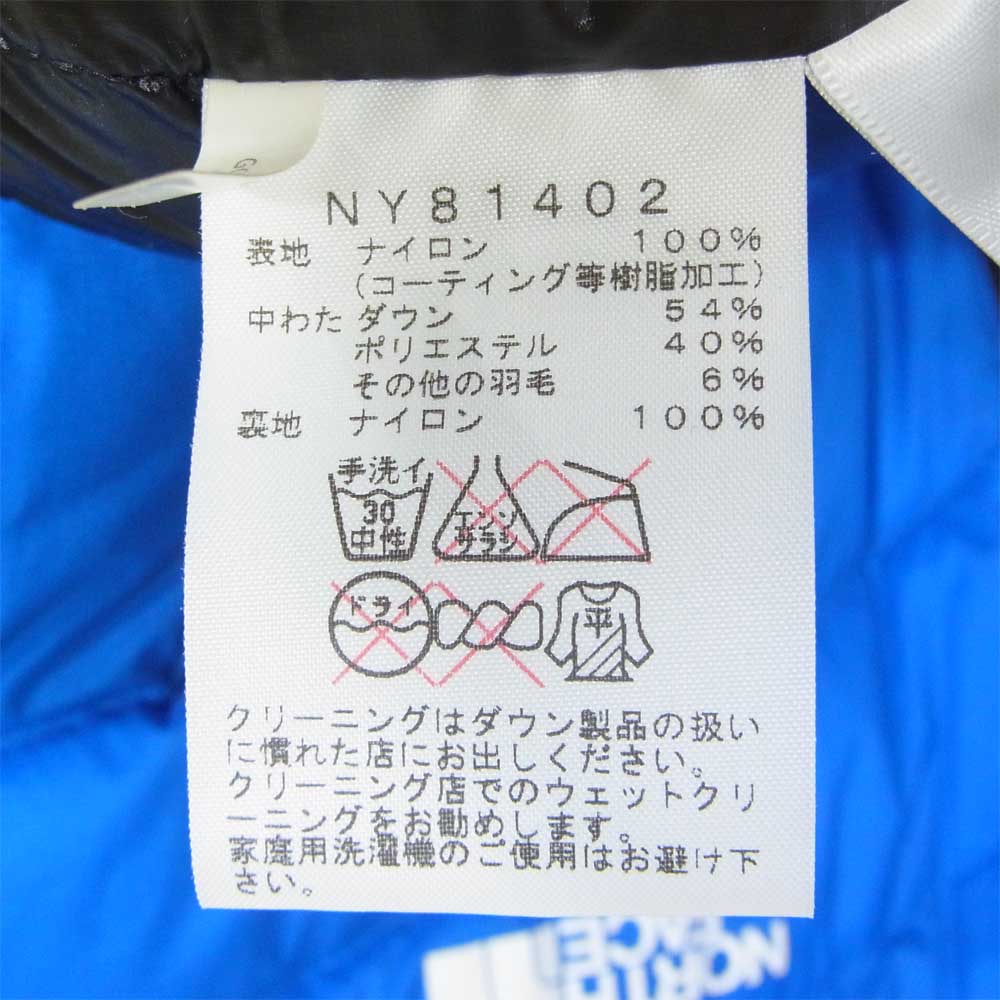 NY81402
表地 ナイロン 100%
(コーティング等樹脂加工)
中わた ダウン 54%
ポリエステル 40%
その他の羽毛 6%
裏地 ナイロン 100%
手洗イ
30
中性
エンソ
サラシ
ドライ
平
クリーニングはダウン製品の扱い
に慣れた店にお出しください。
クリーニング店でのウェットクリ
ーニングをお勧めします。
家庭用洗濯機のご使用はお避け下
さい。
NORTH
FACE